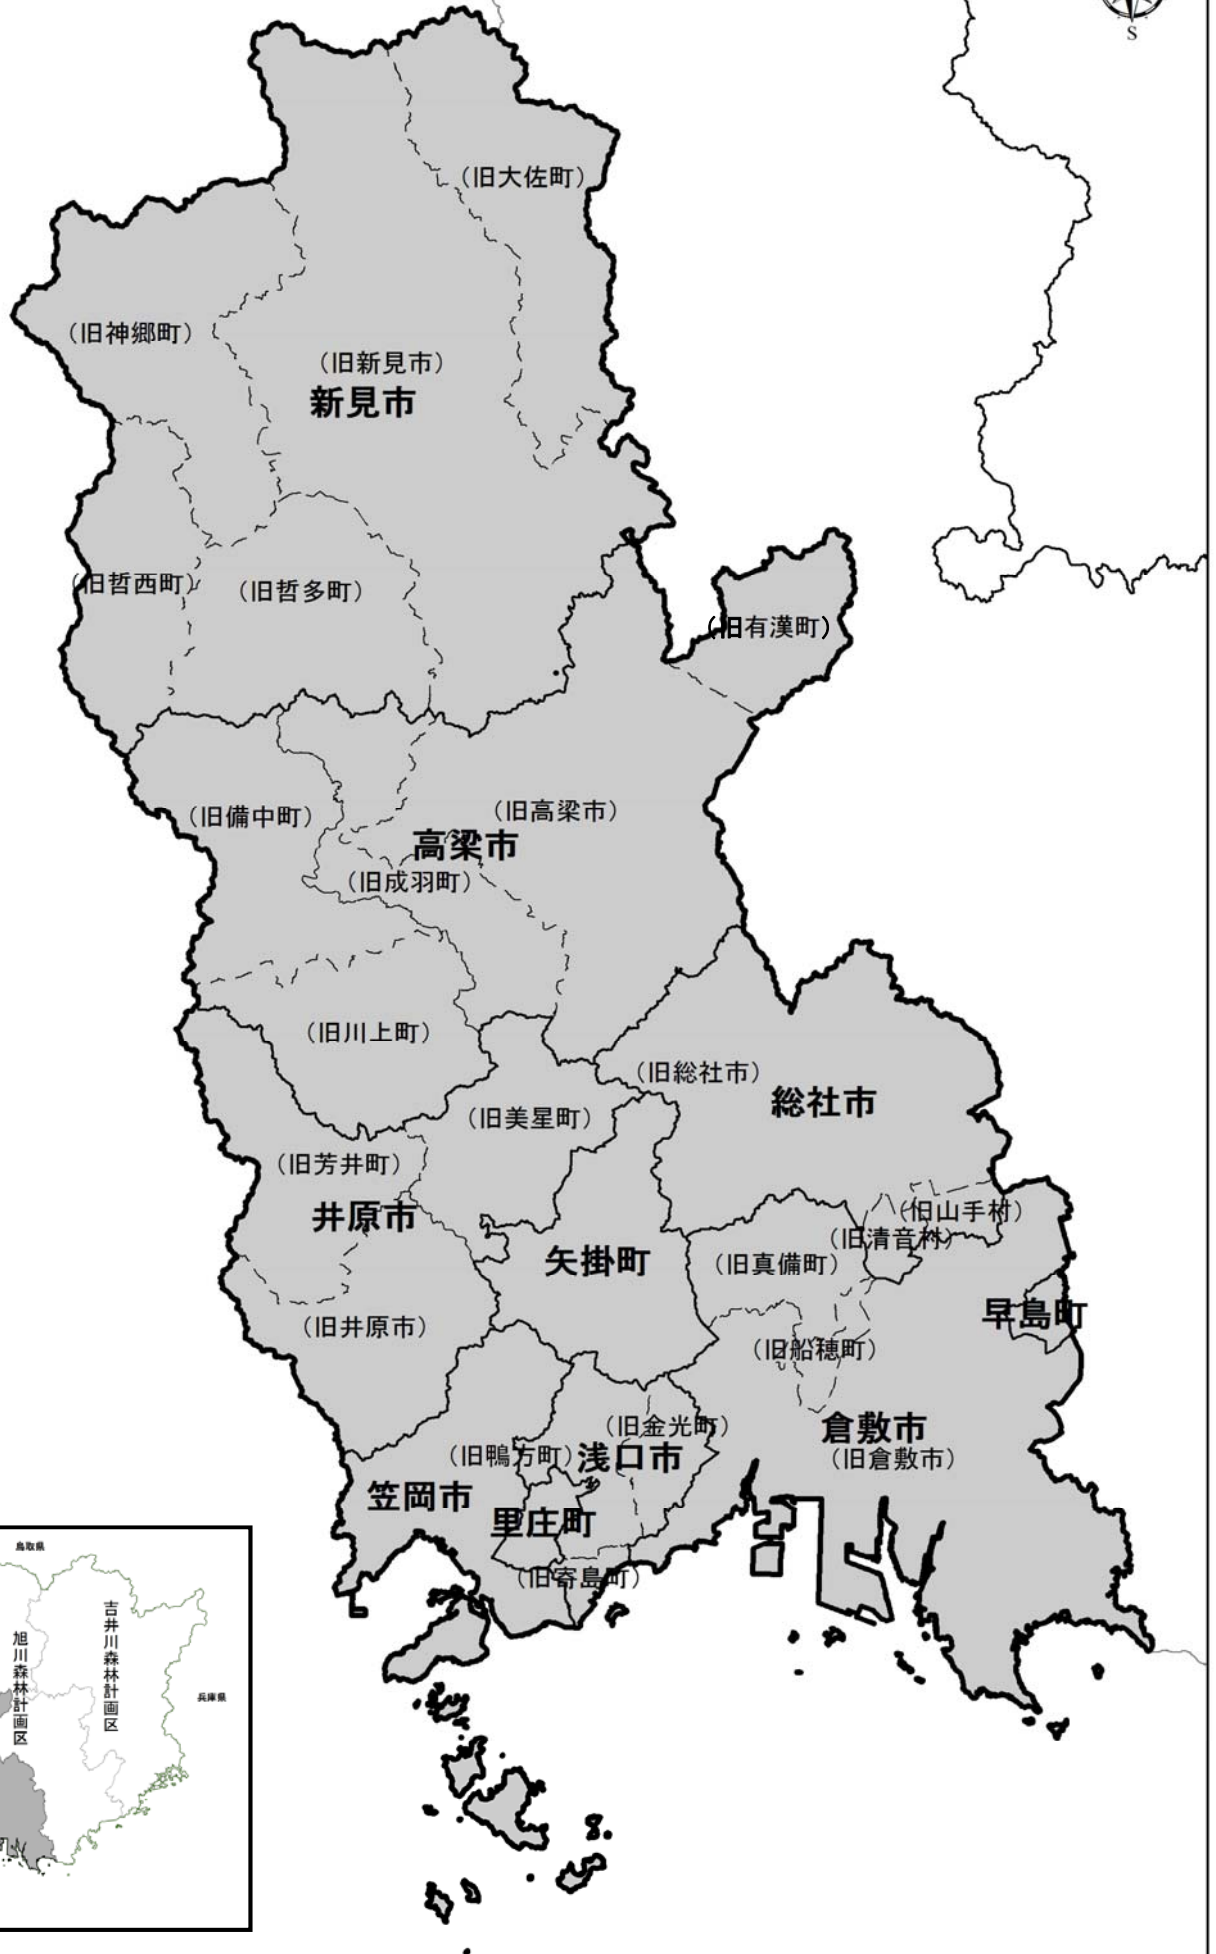 S
（旧大佐町）
（旧神郷町）
（旧新見市）
新見市
（旧哲西町）
（旧哲多町）
（旧有漢町）
（旧備中町）
（旧高梁市）
高梁市
（旧成羽町）
（旧川上町）
（旧総社市）
総社市
（旧美星町）
（旧芳井町）
井原市
（旧山手村）
（旧清音村）
矢掛町
（旧真備町）
早島町
（旧井原市）
（旧船穂町）
（旧金光町）
倉敷市
（旧倉敷市）
（旧鴨方町）
浅口市
笠岡市
里庄町
（旧寄島町）
鳥取県
吉井川森林計画区
旭川森林計画区
兵庫県